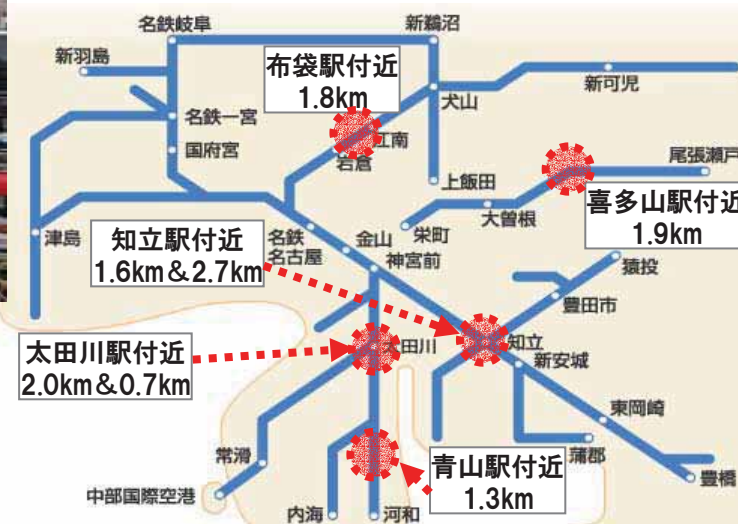 名鉄岐阜
新鵜沼
新羽島
布袋駅付近
1.8km
犬山
新可児
名鉄一宮
江南
国府宮
岩倉
尾張瀬戸
上飯田
喜多山駅付近
1.9km
大曽根
栄町
津島
知立駅付近
1.6km&2.7km
名鉄
名古屋
金山
神宮前
猿投
豊田市
太田川駅付近
2.0km&0.7km
太田川
知立
新安城
東岡崎
常滑
青山駅付近
1.3km
蒲郡
豊橋
中部国際空港
内海
河和